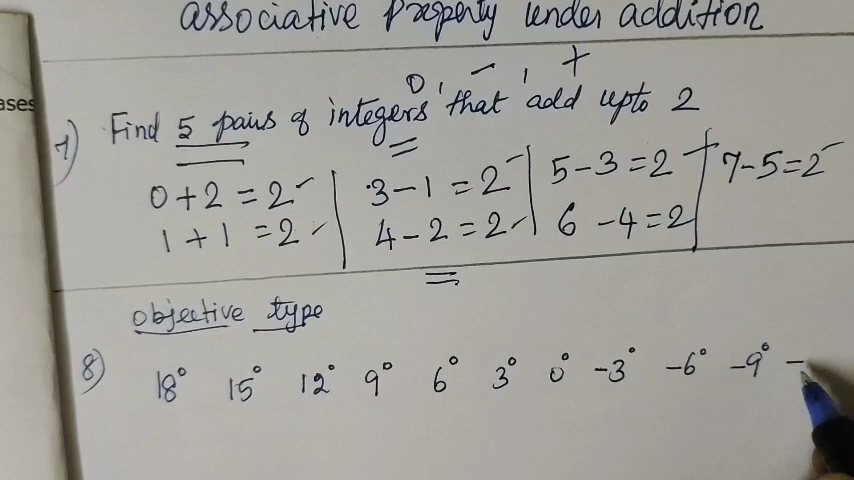 associative Property under addition
ases
0, -, +
7) Find 5 pairs of integers that add upto 2
0+2=2 3-1=2 5-3=2 7-5=2
1+1=2 4-2=2 6-4=2
objective type
8) 18° 15° 12° 9° 6° 3° 0° -3° -6° -9° -